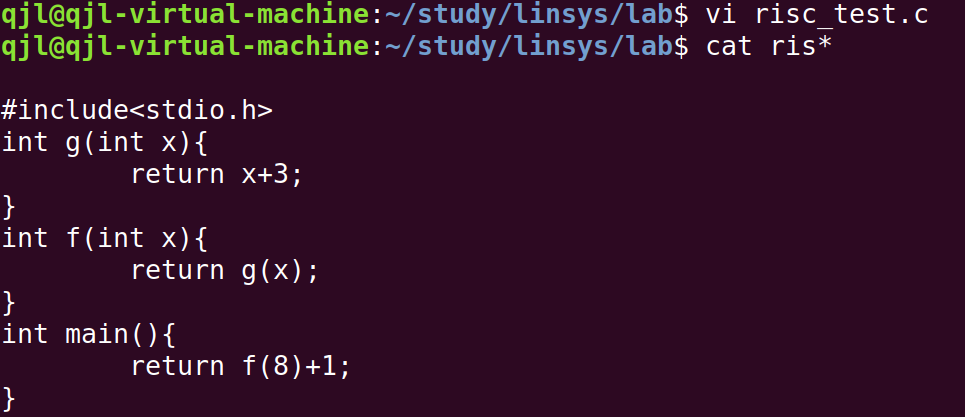 qjl@qjl-virtual-machine:~/study/linsys/lab$ vi risc_test.c
qjl@qjl-virtual-machine:~/study/linsys/lab$ cat ris*

#include<stdio.h>
int g(int x){
        return x+3;
}
int f(int x){
        return g(x);
}
int main(){
        return f(8)+1;
}